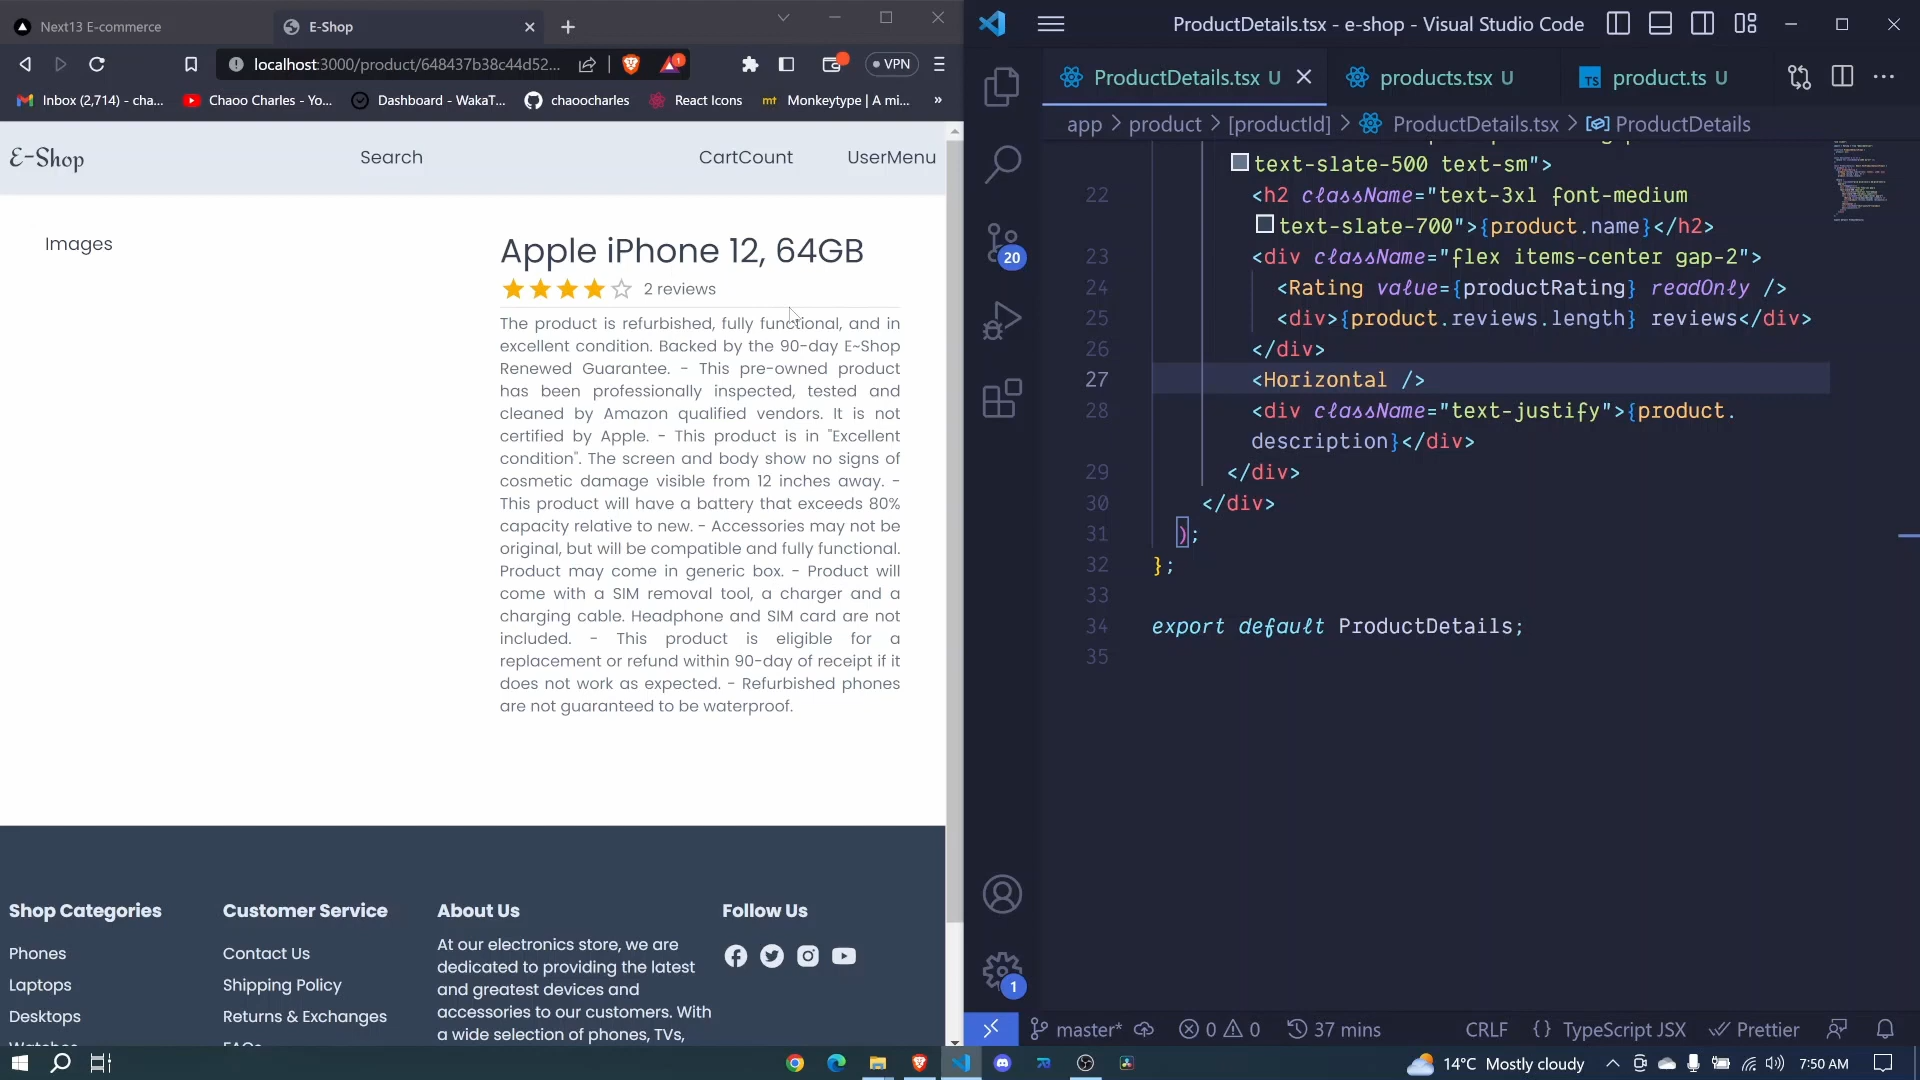 Next13 E-commerce
E-Shop
localhost:3000/product/648437b38c44d52...
1
VPN
Inbox (2,714) - cha...
Chaoo Charles - Yo...
Dashboard - WakaT...
chaoocharles
React Icons
mt
Monkeytype | A mi...
»
E-Shop
Search
CartCount
UserMenu
Images
Apple iPhone 12, 64GB
2 reviews
The product is refurbished, fully functional, and in
excellent condition. Backed by the 90-day E~Shop
Renewed Guarantee. - This pre-owned product
has been professionally inspected, tested and
cleaned by Amazon qualified vendors. It is not
certified by Apple. - This product is in "Excellent
condition". The screen and body show no signs of
cosmetic damage visible from 12 inches away. -
This product will have a battery that exceeds 80%
capacity relative to new. - Accessories may not be
original, but will be compatible and fully functional.
Product may come in generic box. - Product will
come with a SIM removal tool, a charger and a
charging cable. Headphone and SIM card are not
included. - This product is eligible for a
replacement or refund within 90-day of receipt if it
does not work as expected. - Refurbished phones
are not guaranteed to be waterproof.
Shop Categories
Phones
Laptops
Desktops
Watches
Customer Service
Contact Us
Shipping Policy
Returns & Exchanges
FAQs
About Us
At our electronics store, we are
dedicated to providing the latest
and greatest devices and
accessories to our customers. With
a wide selection of phones, TVs,
Follow Us
ProductDetails.tsx - e-shop - Visual Studio Code
ProductDetails.tsx U
products.tsx U
TS product.ts U
app > product > [productId] > ProductDetails.tsx > ProductDetails
20
1
text-slate-500 text-sm">
22 <h2 className="text-3xl font-medium
text-slate-700">{product.name}</h2>
23 <div className="flex items-center gap-2">
24 <Rating value={productRating} readOnly />
25 <div>{product.reviews.length} reviews</div>
26 </div>
27 <Horizontal />
28 <div className="text-justify">{product.
description}</div>
29 </div>
30 </div>
31 );
32 };
33
34 export default ProductDetails;
35
master*
0
0
37 mins
CRLF
{ } TypeScript JSX
Prettier
14°C Mostly cloudy
7:50 AM